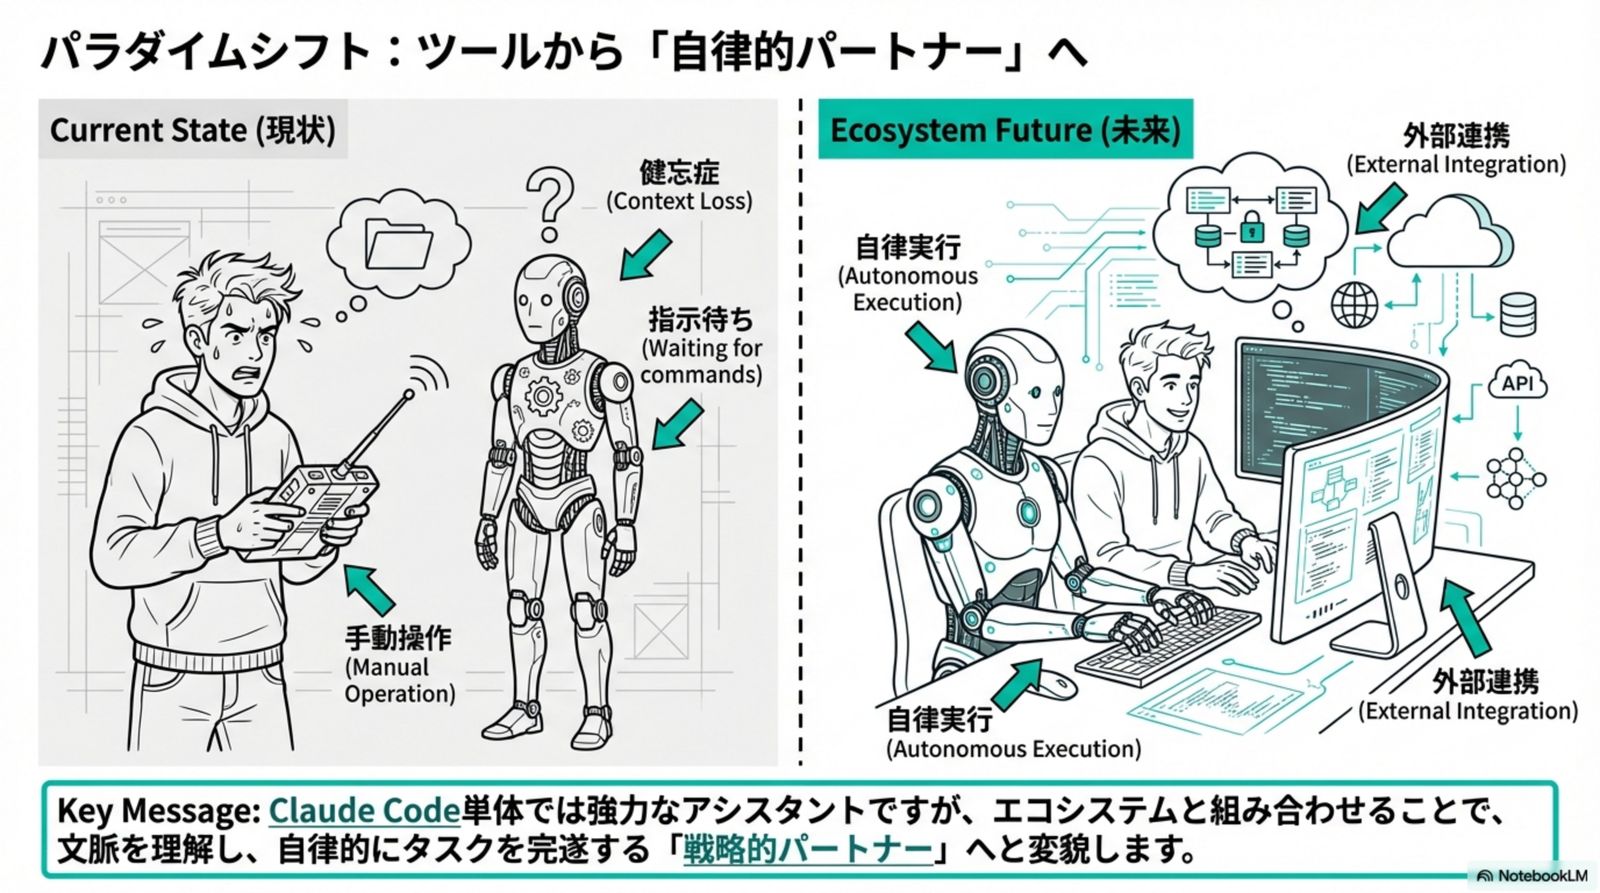 パラダイムシフト：ツールから「自律的パートナー」へ
Current State (現状)
健忘症
(Context Loss)
指示待ち
(Waiting for
commands)
手動操作
(Manual
Operation)
Ecosystem Future (未来)
外部連携
(External Integration)
自律実行
(Autonomous
Execution)
API
自律実行
(Autonomous Execution)
外部連携
(External Integration)
Key Message: Claude Code単体では強力なアシスタントですが、エコシステムと組み合わせることで、
文脈を理解し、自律的にタスクを完遂する「戦略的パートナー」へと変貌します。
NotebookLM